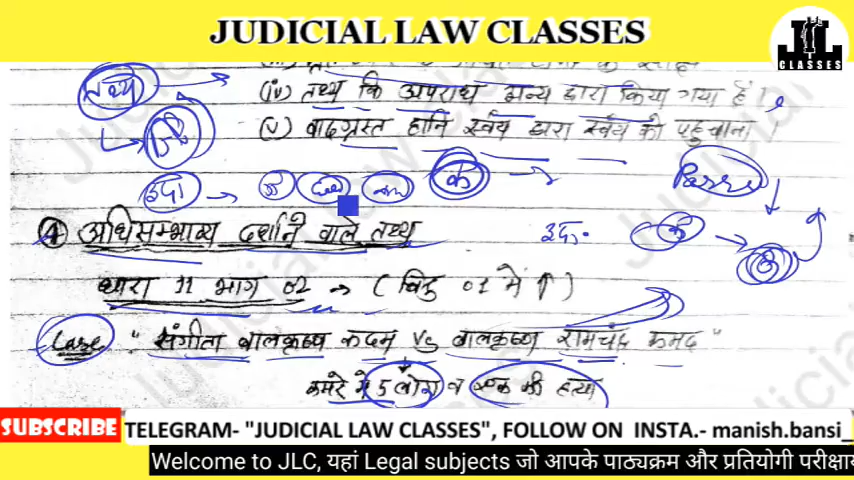 JUDICIAL LAW CLASSES
JL
CLASSES
तथ्य (iv) तथ्य कि अपराध अन्य द्वारा किया गया है।
(v) वादग्रस्त हानि स्वयं द्वारा स्वयं को पहुचाना।
उदा क
④ अधिसम्भाव्य दर्शाने वाले तथ्य उदा. क
धारा 11 भाग 02 ⇒ (बिंदु 01 में ↑)
Case "संगीता बालकृष्ण कदम Vs बालकृष्ण रामचंद्र कमद"
कमरे में 5 लोग व एक की हत्या
SUBSCRIBE TELEGRAM- "JUDICIAL LAW CLASSES", FOLLOW ON INSTA.- manish.bansi_
Welcome to JLC, यहां Legal subjects जो आपके पाठ्यक्रम और प्रतियोगी परीक्षाय